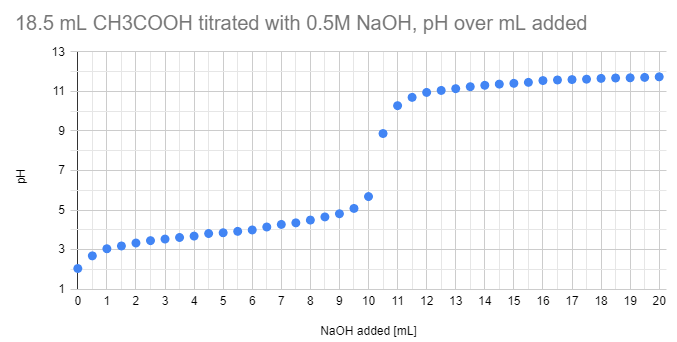 18.5 mL CH3COOH titrated with 0.5M NaOH, pH over mL added
13
11
9
7
5
3
1
pH
0 1 2 3 4 5 6 7 8 9 10 11 12 13 14 15 16 17 18 19 20
NaOH added [mL]